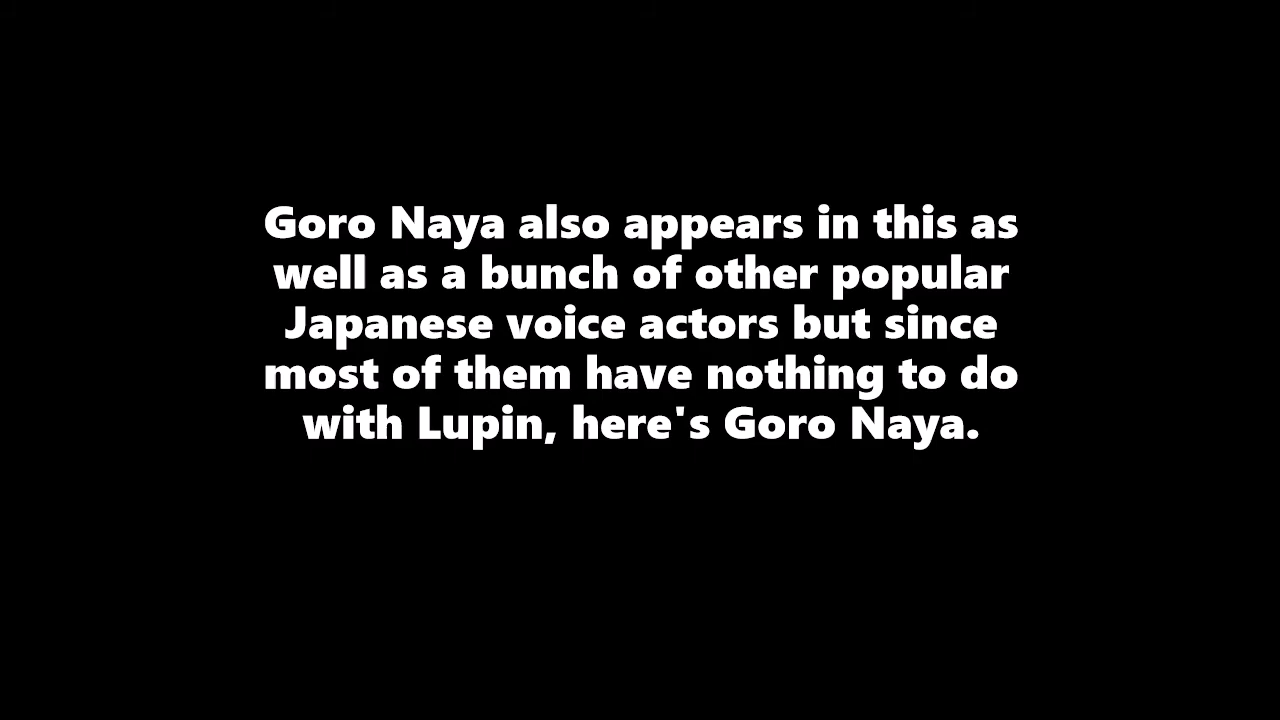 Goro Naya also appears in this as
well as a bunch of other popular
Japanese voice actors but since
most of them have nothing to do
with Lupin, here's Goro Naya.